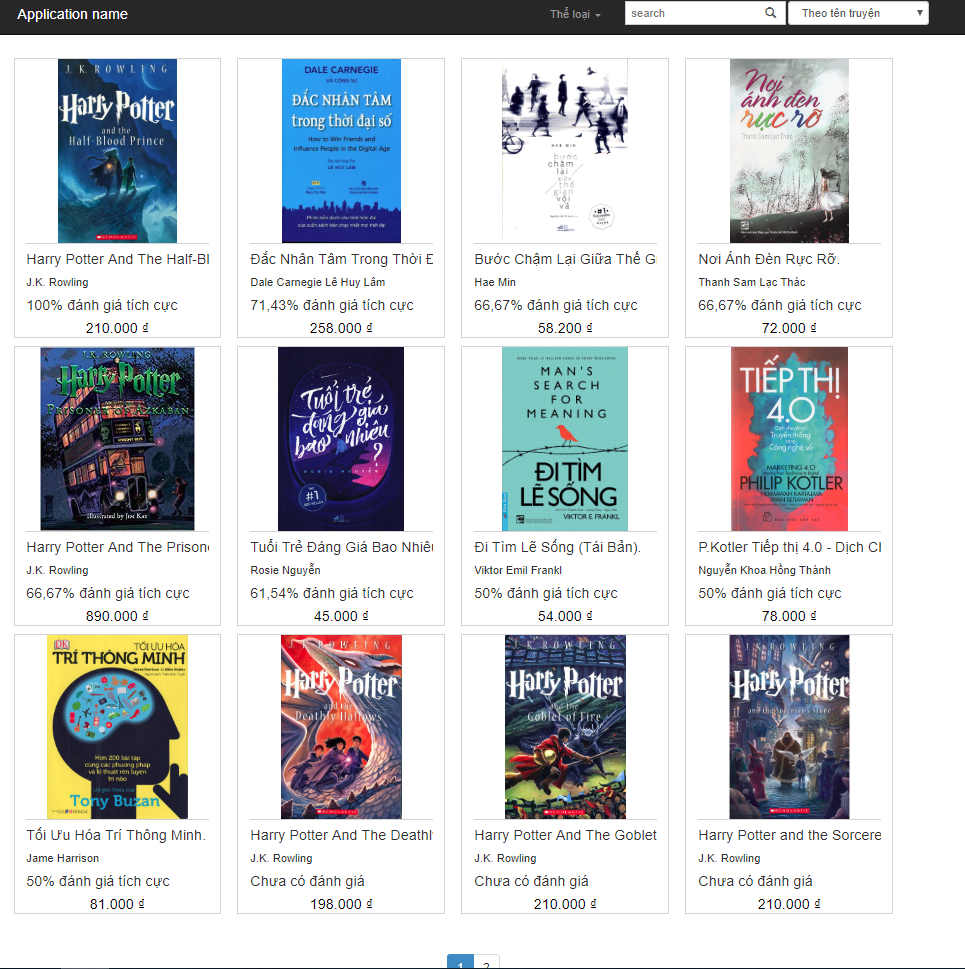 Application name
Thể loại
search
Theo tên truyện
J. K. ROWLING
Harry Potter
and the
Half-Blood Prince
SCHOLASTIC
Harry Potter And The Half-Bl
J.K. Rowling
100% đánh giá tích cực
210.000 ₫
DALE CARNEGIE
VÀ CỘNG SỰ
ĐẮC NHÂN TÂM
trong thời đại số
How to Win Friends and
Influence People in the Digital Age
LÊ HUY LÂM
Đắc Nhân Tâm Trong Thời Đ
Dale Carnegie Lê Huy Lâm
71,43% đánh giá tích cực
258.000 ₫
HAE MIN
bước
chậm
lại
giữa
thế
gian
vội
vã
#1
Bước Chậm Lại Giữa Thế G
Hae Min
66,67% đánh giá tích cực
58.200 ₫
Nơi
ánh đèn
rực rỡ
Thanh Sam Lạc Thác
Nơi Ánh Đèn Rực Rỡ.
Thanh Sam Lạc Thác
66,67% đánh giá tích cực
72.000 ₫
J.K. ROWLING
Harry Potter
PRISONER OF AZKABAN
KNIGHT BUS
Illustrated by Jim Kay
Harry Potter And The Prisone
J.K. Rowling
66,67% đánh giá tích cực
890.000 ₫
Tuổi trẻ
đáng giá
bao nhiêu
?
ROSIE NGUYỄN
#1
Tuổi Trẻ Đáng Giá Bao Nhiêu
Rosie Nguyễn
61,54% đánh giá tích cực
45.000 ₫
MAN'S
SEARCH
FOR
MEANING
ĐI TÌM
LẼ SỐNG
VIKTOR E. FRANKL
Đi Tìm Lẽ Sống (Tái Bản).
Viktor Emil Frankl
50% đánh giá tích cực
54.000 ₫
TIẾP THỊ
4.0
Dịch chuyển từ
Truyền thống
sang
Công nghệ số
MARKETING 4.0
PHILIP KOTLER
HERMAWAN KARTAJAYA
IWAN SETIAWAN
P.Kotler Tiếp thị 4.0 - Dịch Cl
Nguyễn Khoa Hồng Thành
50% đánh giá tích cực
78.000 ₫
DK
TỐI ƯU HÓA
TRÍ THÔNG MINH
Hơn 200 bài tập
cùng các phương pháp
và kĩ thuật rèn luyện
trí não
Tony Buzan
Tối Ưu Hóa Trí Thông Minh.
Jame Harrison
50% đánh giá tích cực
81.000 ₫
J. K. ROWLING
Harry Potter
and the
Deathly Hallows
SCHOLASTIC
Harry Potter And The Deathl
J.K. Rowling
Chưa có đánh giá
198.000 ₫
J. K. ROWLING
Harry Potter
and the
Goblet of Fire
SCHOLASTIC
Harry Potter And The Goblet
J.K. Rowling
Chưa có đánh giá
210.000 ₫
J. K. ROWLING
Harry Potter
and the Sorcerer's Stone
SCHOLASTIC
Harry Potter and the Sorcere
J.K. Rowling
Chưa có đánh giá
210.000 ₫
1 2